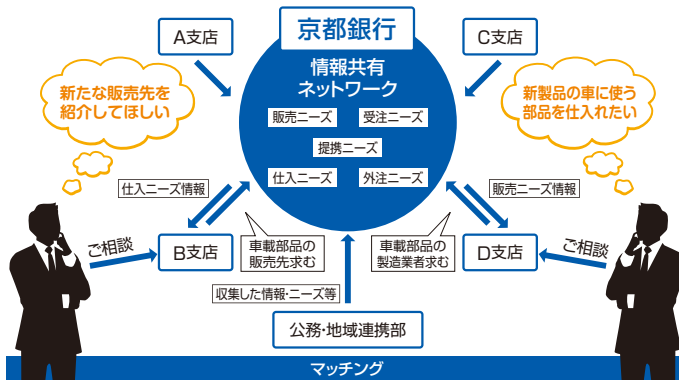 京都銀行
A支店
C支店
情報共有
ネットワーク
新たな販売先を
紹介してほしい
新製品の車に使う
部品を仕入れたい
販売ニーズ
受注ニーズ
提携ニーズ
仕入ニーズ
外注ニーズ
仕入ニーズ情報
販売ニーズ情報
ご相談
B支店
車載部品の
販売先求む
車載部品の
製造業者求む
D支店
ご相談
収集した情報・ニーズ等
公務・地域連携部
マッチング